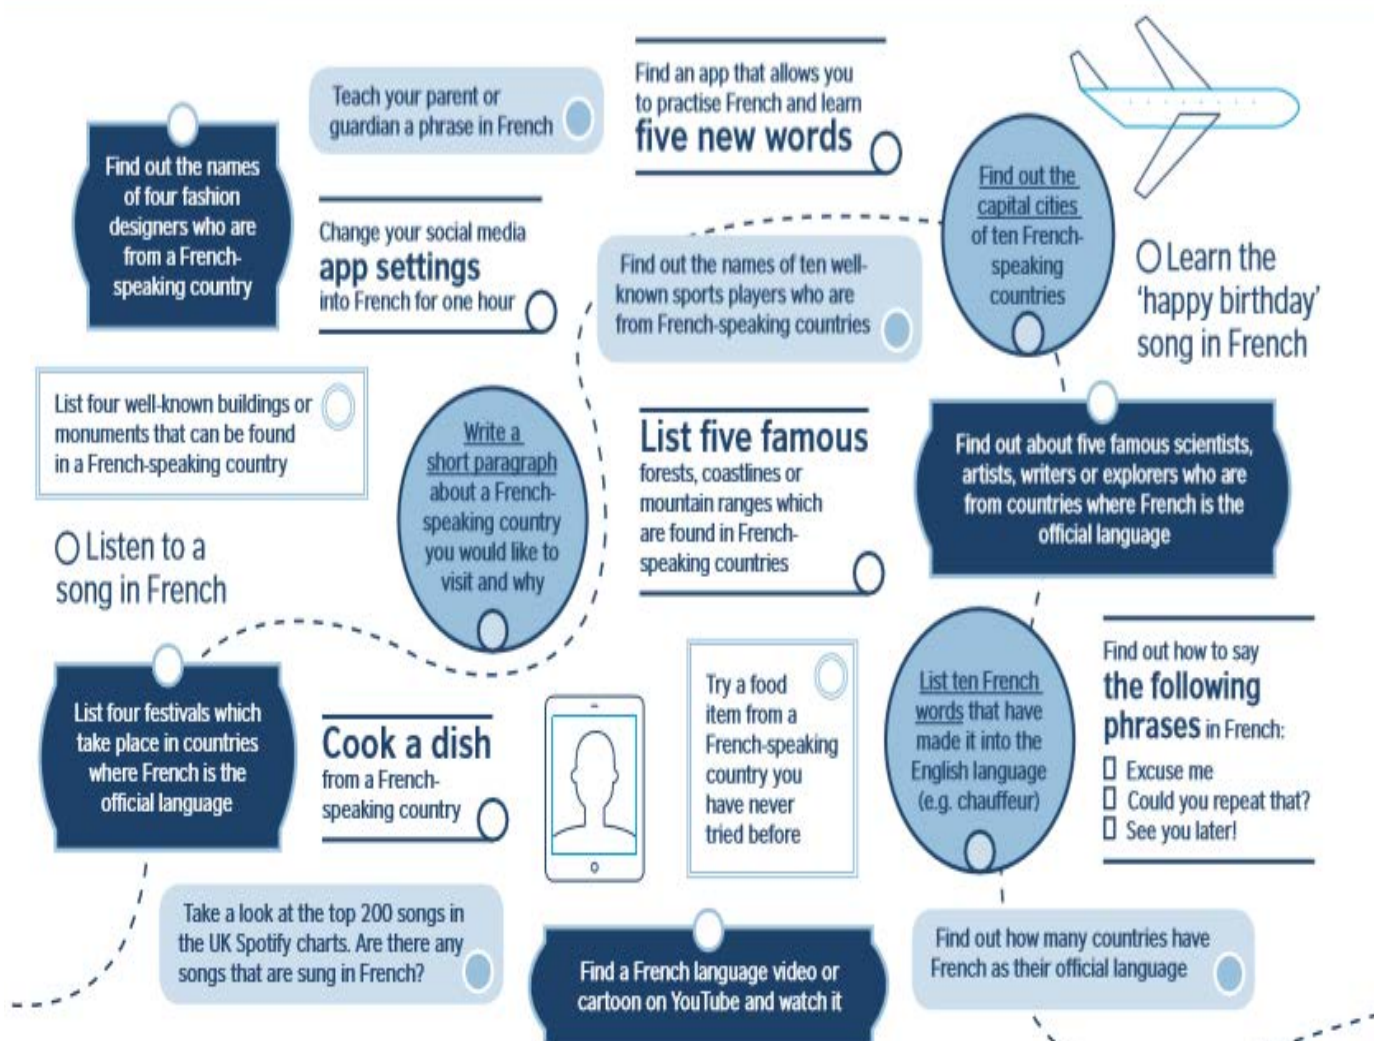 Teach your parent or
guardian a phrase in French
Find an app that allows you
to practise French and learn
five new words
Find out the names
of four fashion
designers who are
from a French-
speaking country
Change your social media
app settings
into French for one hour
Find out the names of ten well-
known sports players who are
from French-speaking countries
Find out the
capital cities
of ten French-
speaking
countries
Learn the
'happy birthday'
song in French
List four well-known buildings or
monuments that can be found
in a French-speaking country
Write a
short paragraph
about a French-
speaking country
you would like to
visit and why
List five famous
forests, coastlines or
mountain ranges which
are found in French-
speaking countries
Find out about five famous scientists,
artists, writers or explorers who are
from countries where French is the
official language
Listen to a
song in French
List four festivals which
take place in countries
where French is the
official language
Cook a dish
from a French-
speaking country
Try a food
item from a
French-speaking
country you
have never
tried before
List ten French
words that have
made it into the
English language
(e.g. chauffeur)
Find out how to say
the following
phrases in French:
Excuse me
Could you repeat that?
See you later!
Take a look at the top 200 songs in
the UK Spotify charts. Are there any
songs that are sung in French?
Find a French language video or
cartoon on YouTube and watch it
Find out how many countries have
French as their official language